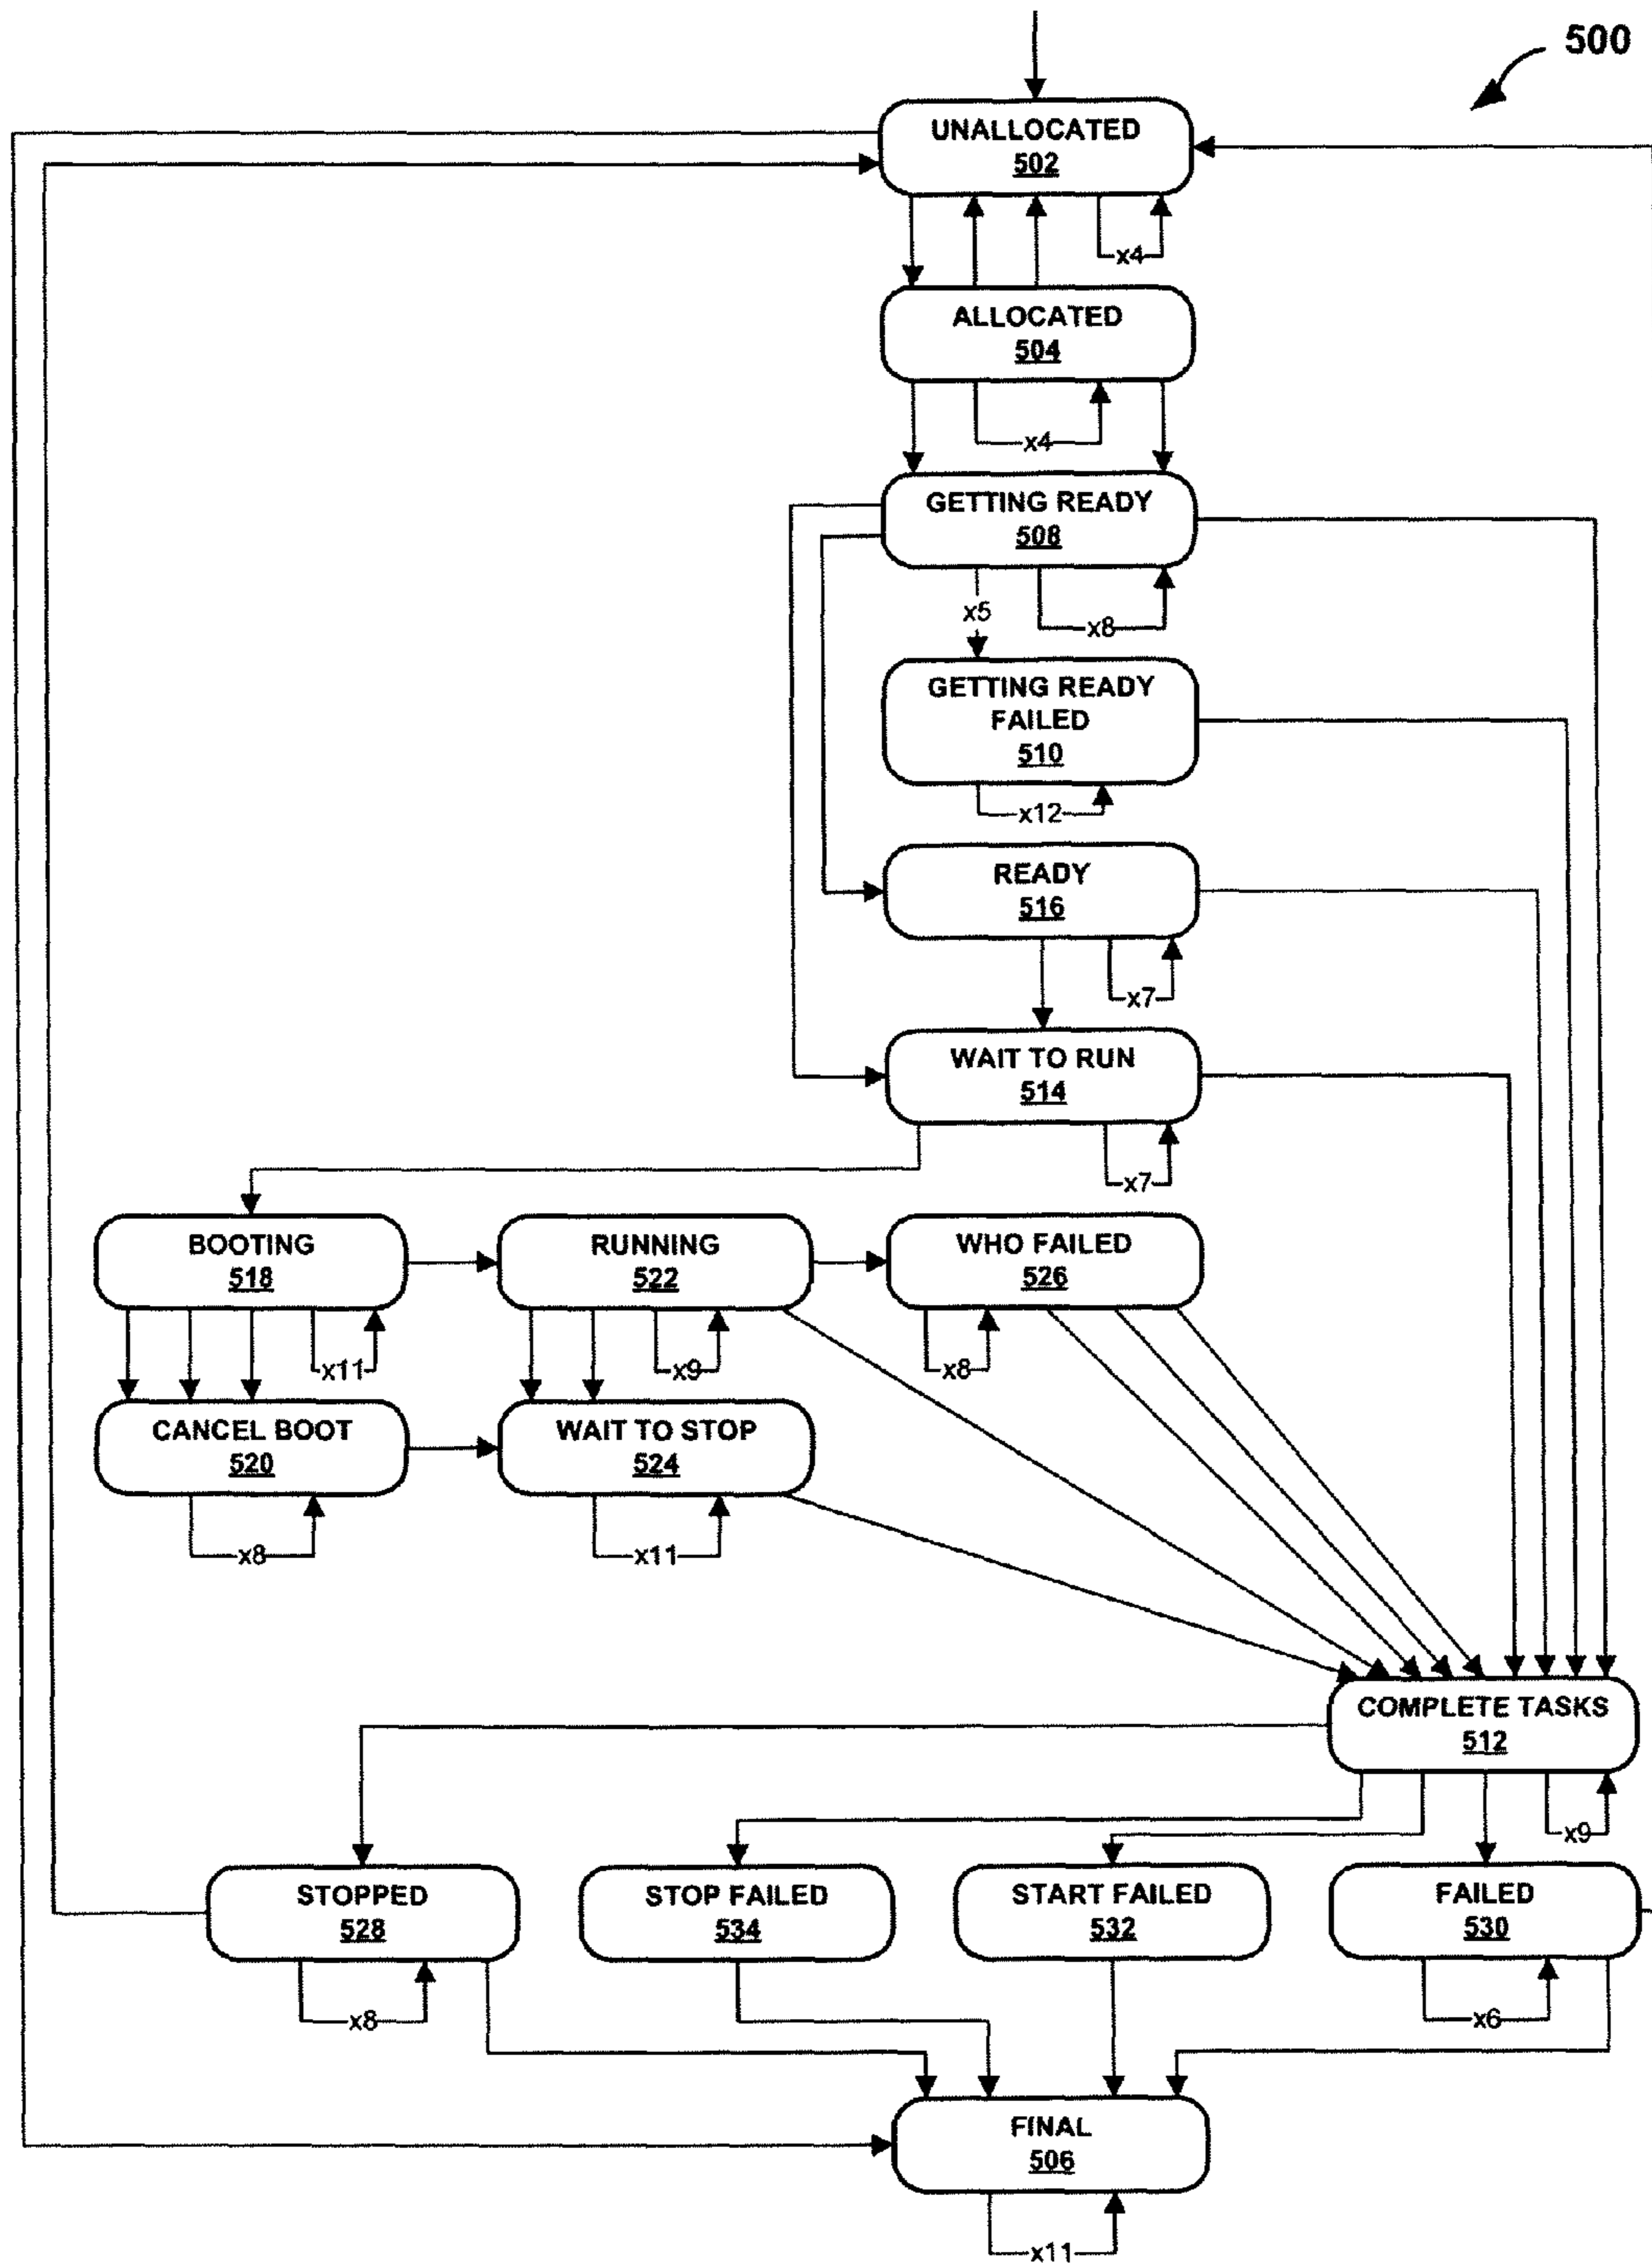 500
UNALLOCATED
502
x4
ALLOCATED
504
x4
GETTING READY
508
x5
x8
GETTING READY
FAILED
510
x12
READY
516
x7
WAIT TO RUN
514
x7
BOOTING
518
RUNNING
522
WHO FAILED
526
x11
x9
x8
CANCEL BOOT
520
WAIT TO STOP
524
x8
x11
COMPLETE TASKS
512
x9
STOPPED
528
STOP FAILED
534
START FAILED
532
FAILED
530
x8
x6
FINAL
506
x11